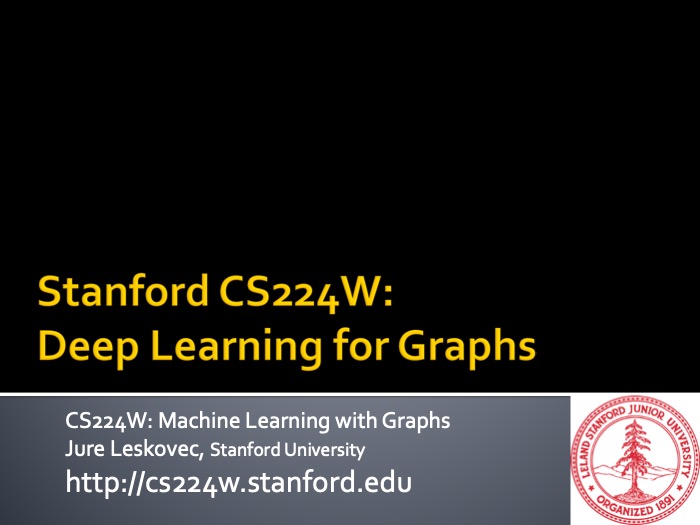 Stanford CS224W:
Deep Learning for Graphs
CS224W: Machine Learning with Graphs
Jure Leskovec, Stanford University
http://cs224w.stanford.edu
LELAND STANFORD JUNIOR UNIVERSITY
ORGANIZED 1891